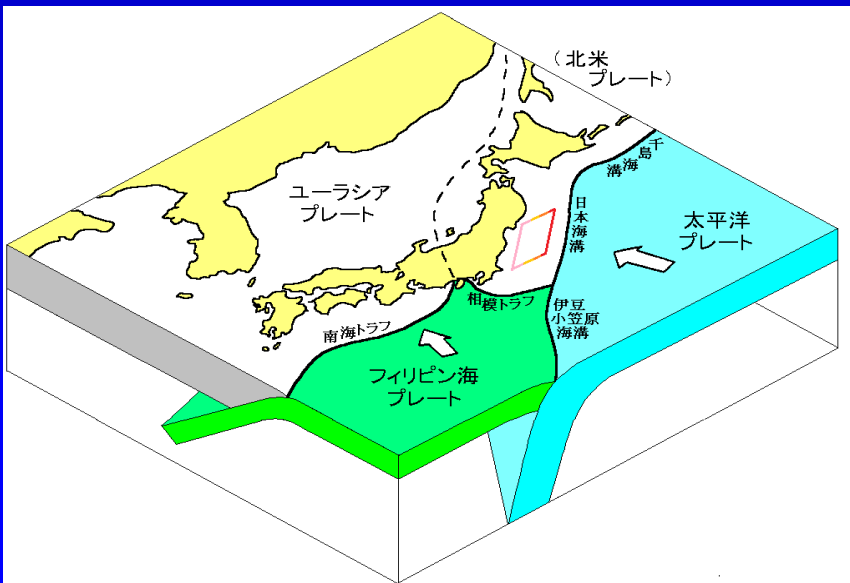 (北米
プレート)
千島海溝
ユーラシア
プレート
日本海溝
太平洋
プレート
相模トラフ
伊豆
小笠原
海溝
南海トラフ
フィリピン海
プレート